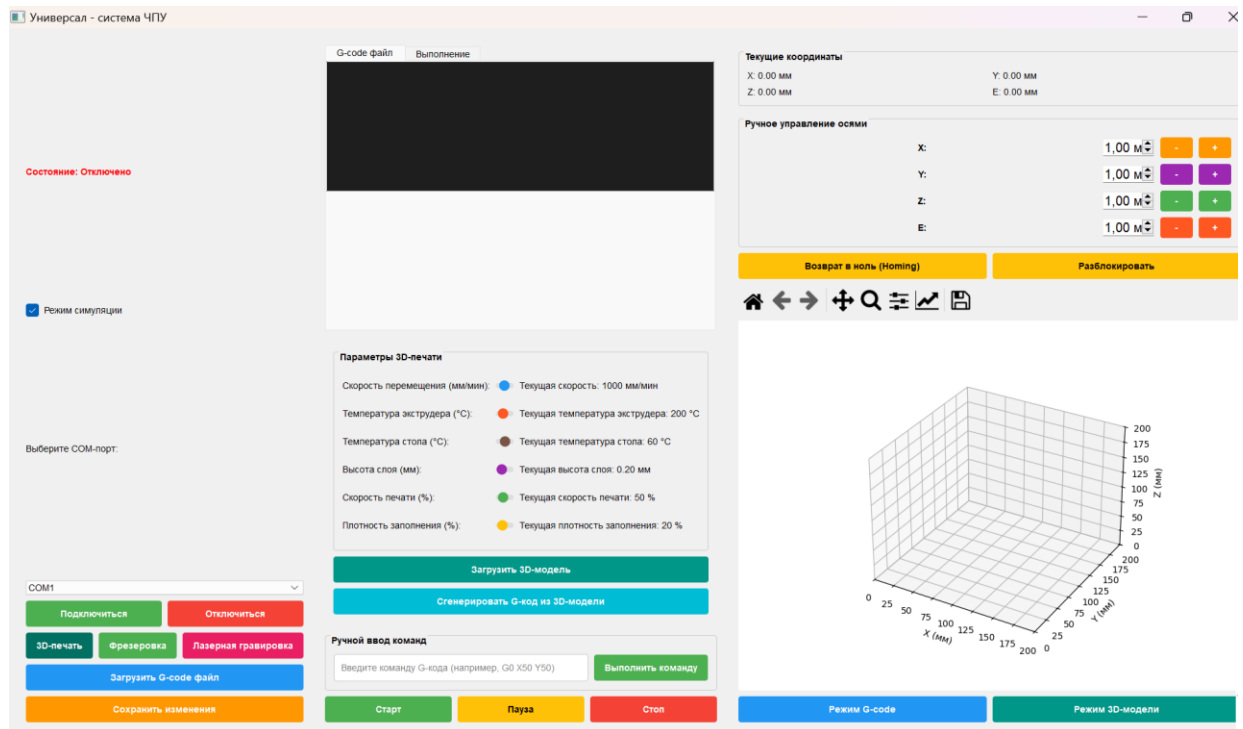 Универсал - система ЧПУ
Состояние: Отключено
Режим симуляции
Выберите COM-порт:
COM1
Подключиться
Отключиться
3D-печать
Фрезеровка
Лазерная гравировка
Загрузить G-code файл
Сохранить изменения
G-code файл
Выполнение
Параметры 3D-печати
Скорость перемещения (мм/мин): Текущая скорость: 1000 мм/мин
Температура экструдера (°C): Текущая температура экструдера: 200 °C
Температура стола (°C): Текущая температура стола: 60 °C
Высота слоя (мм): Текущая высота слоя: 0.20 мм
Скорость печати (%): Текущая скорость печати: 50 %
Плотность заполнения (%): Текущая плотность заполнения: 20 %
Загрузить 3D-модель
Сгенерировать G-код из 3D-модели
Ручной ввод команд
Введите команду G-кода (например, G0 X50 Y50)
Выполнить команду
Старт
Пауза
Стоп
Текущие координаты
X: 0.00 мм Y: 0.00 мм
Z: 0.00 мм E: 0.00 мм
Ручное управление осями
X: 1,00 м - +
Y: 1,00 м - +
Z: 1,00 м - +
E: 1,00 м - +
Возврат в ноль (Homing)
Разблокировать
200
175
150
125
100
75
50
25
0
Z (мм)
200
175
150
125
100
75
50
25
0
Y (мм)
0
25
50
75
100
125
150
175
200
X (мм)
Режим G-code
Режим 3D-модели